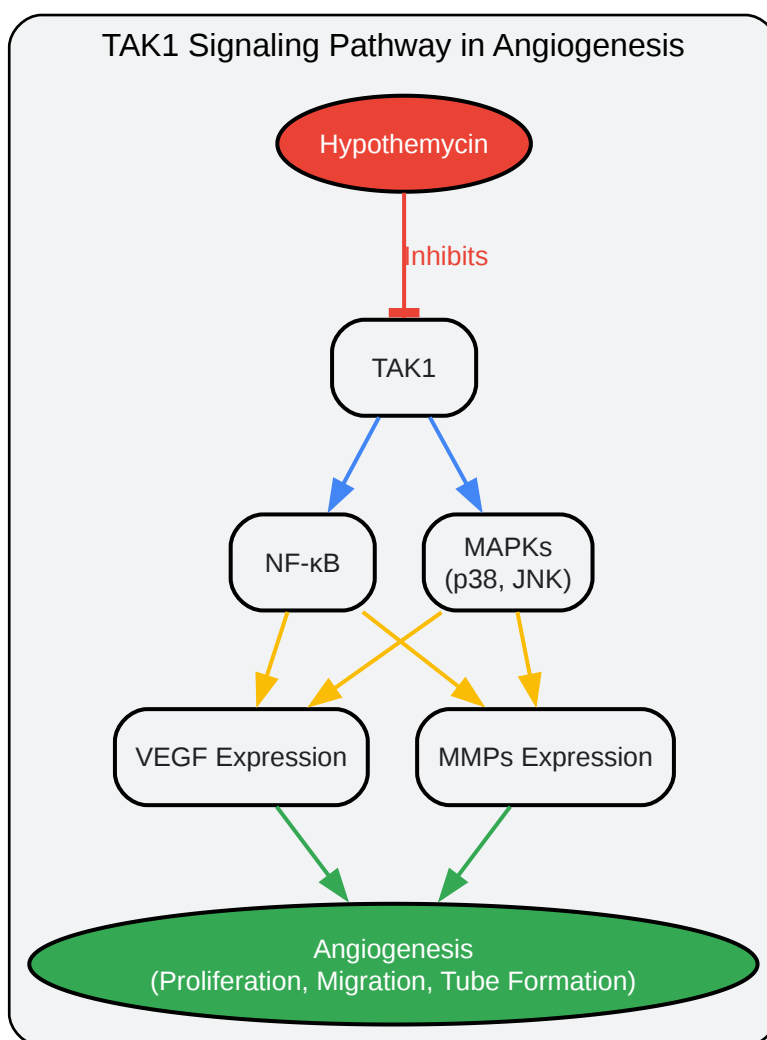 TAK1 Signaling Pathway in Angiogenesis
Hypothemycin
Inhibits
TAK1
NF-κB
MAPKs
(p38, JNK)
VEGF Expression
MMPs Expression
Angiogenesis
(Proliferation, Migration, Tube Formation)